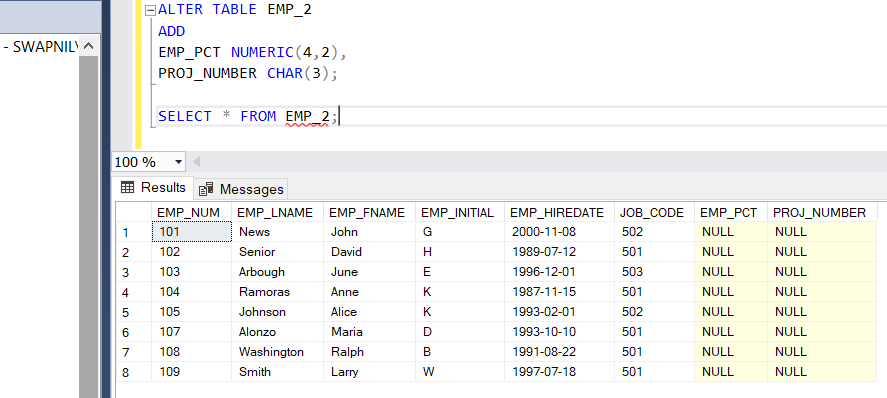 ALTER TABLE EMP_2
ADD
- SWAPNIL
EMP_PCT NUMERIC(4,2),
PROJ_NUMBER CHAR(3);
SELECT * FROM EMP_2;
100 %
Results Messages
EMP_NUM EMP_LNAME EMP_FNAME EMP_INITIAL EMP_HIREDATE JOB_CODE EMP_PCT PROJ_NUMBER
1 101 News John G 2000-11-08 502 NULL NULL
2 102 Senior David H 1989-07-12 501 NULL NULL
3 103 Arbough June E 1996-12-01 503 NULL NULL
4 104 Ramoras Anne K 1987-11-15 501 NULL NULL
5 105 Johnson Alice K 1993-02-01 502 NULL NULL
6 107 Alonzo Maria D 1993-10-10 501 NULL NULL
7 108 Washington Ralph B 1991-08-22 501 NULL NULL
8 109 Smith Larry W 1997-07-18 501 NULL NULL